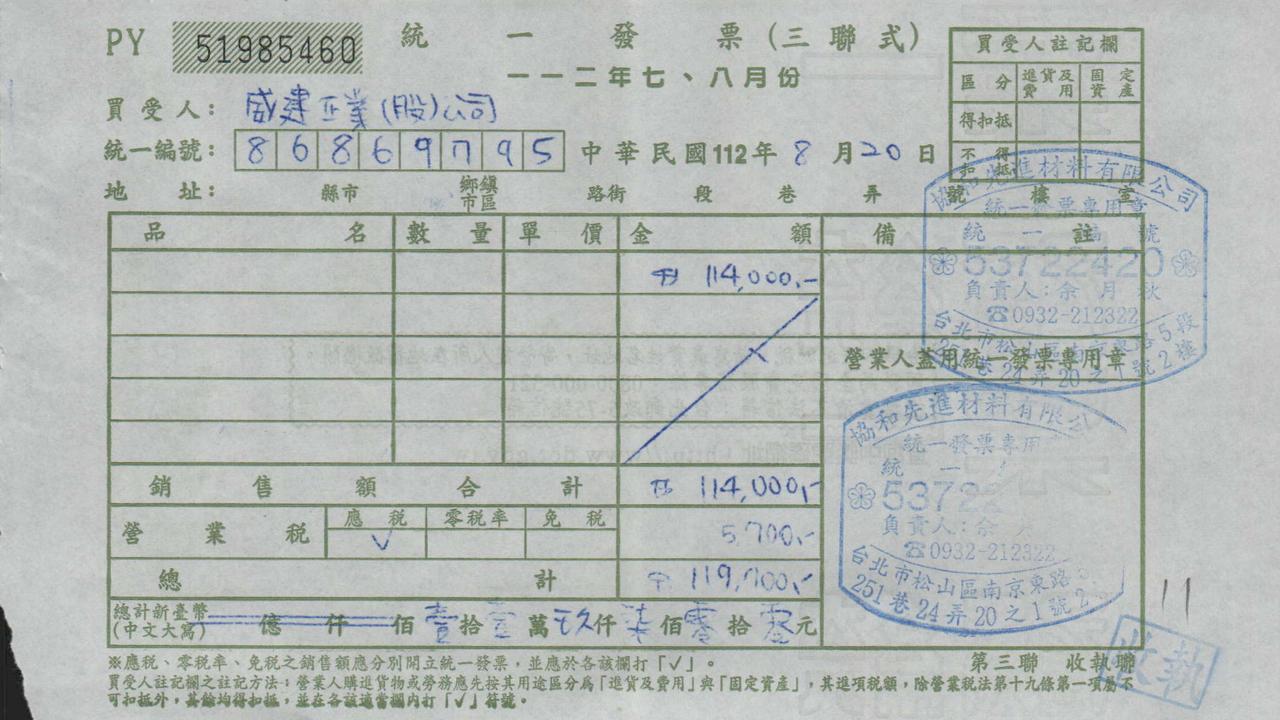 PY 51985460 統一發票(三聯式)
一一二年七、八月份
買受人註記欄
區分 進貨及費用 固定資產
得扣抵
不得扣抵
買受人: 威建企業(股)公司
統一編號: 86869795 中華民國112年8月20日
地址: 縣市 鄉鎮市區 路街 段 巷 弄 號 樓 室
品名 數量 單價 金額 備註
114,000.-
營業人蓋用統一發票專用章
銷售額合計 114,000.-
營業稅 應稅 零稅率 免稅
✓ 5,700.-
總計 119,700.-
總計新臺幣(中文大寫) 億 仟 佰 壹 拾 壹 萬 玖 仟 柒 佰 零 拾 零 元
協和先進材料有限公司
統一發票專用章
統一編號
53722420
負責人:余月秋
☎0932-212322
台北市松山區南京東路5段
251巷24弄20之1號2樓
協和先進材料有限公
統一發票專用
統一
53722
負責人:余
☎0932-212322
台北市松山區南京東路
251巷24弄20之1號2
11
※應稅、零稅率、免稅之銷售額應分別開立統一發票,並應於各該欄打「✓」。
第三聯 收執聯
收執
買受人註記欄之註記方法:營業人購進貨物或勞務應先按其用途區分為「進貨及費用」與「固定資產」,其進項稅額,除營業稅法第十九條第一項屬不
可扣抵外,其餘均得扣抵,並在各該適當欄內打「✓」符號。